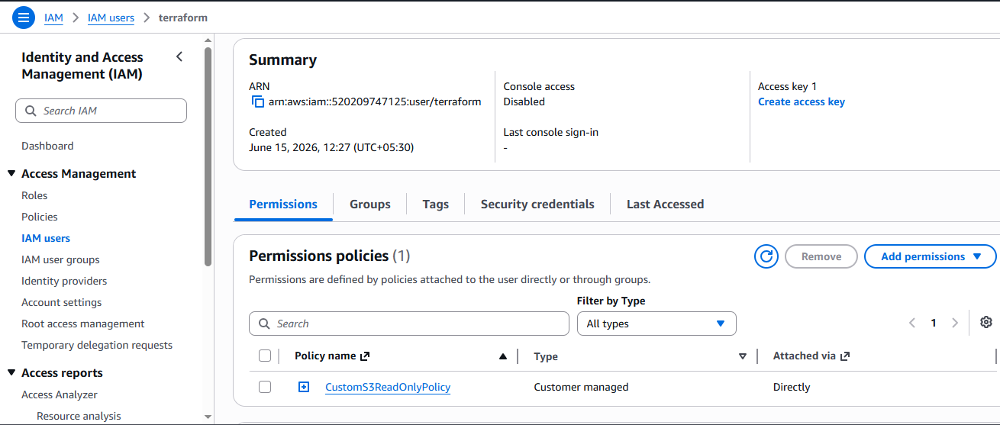 IAM > IAM users > terraform
Identity and Access
Management (IAM)
Search IAM
Dashboard
Access Management
Roles
Policies
IAM users
IAM user groups
Identity providers
Account settings
Root access management
Temporary delegation requests
Access reports
Access Analyzer
Resource analysis
Summary
ARN
arn:aws:iam::520209747125:user/terraform
Created
June 15, 2026, 12:27 (UTC+05:30)
Console access
Disabled
Last console sign-in
-
Access key 1
Create access key
Permissions Groups Tags Security credentials Last Accessed
Permissions policies (1)
Remove Add permissions
Permissions are defined by policies attached to the user directly or through groups.
Filter by Type
Search All types 1
Policy name Type Attached via
CustomS3ReadOnlyPolicy Customer managed Directly